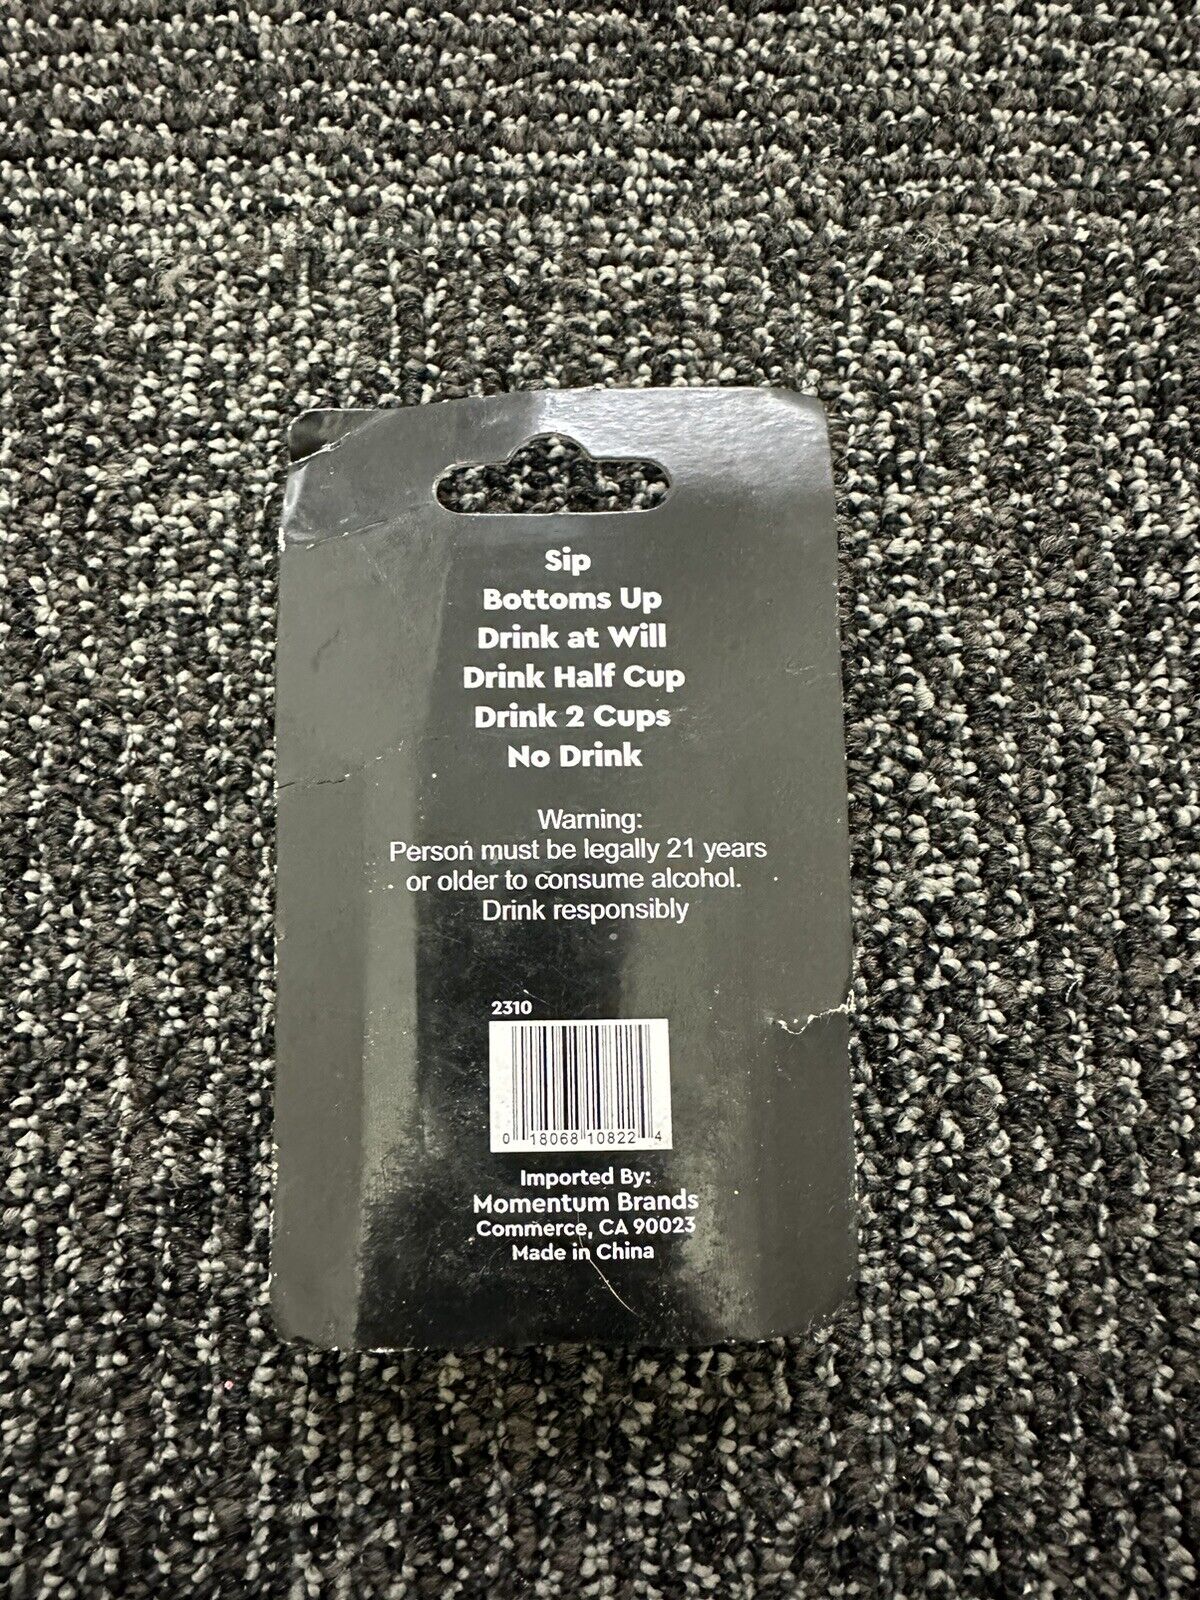 Sip
Bottoms Up
Drink at Will
Drink Half Cup
Drink 2 Cups
No Drink
Warning:
Person must be legally 21 years
or older to consume alcohol.
Drink responsibly
2310
0 18068 10822 4
Imported By:
Momentum Brands
Commerce, CA 90023
Made in China